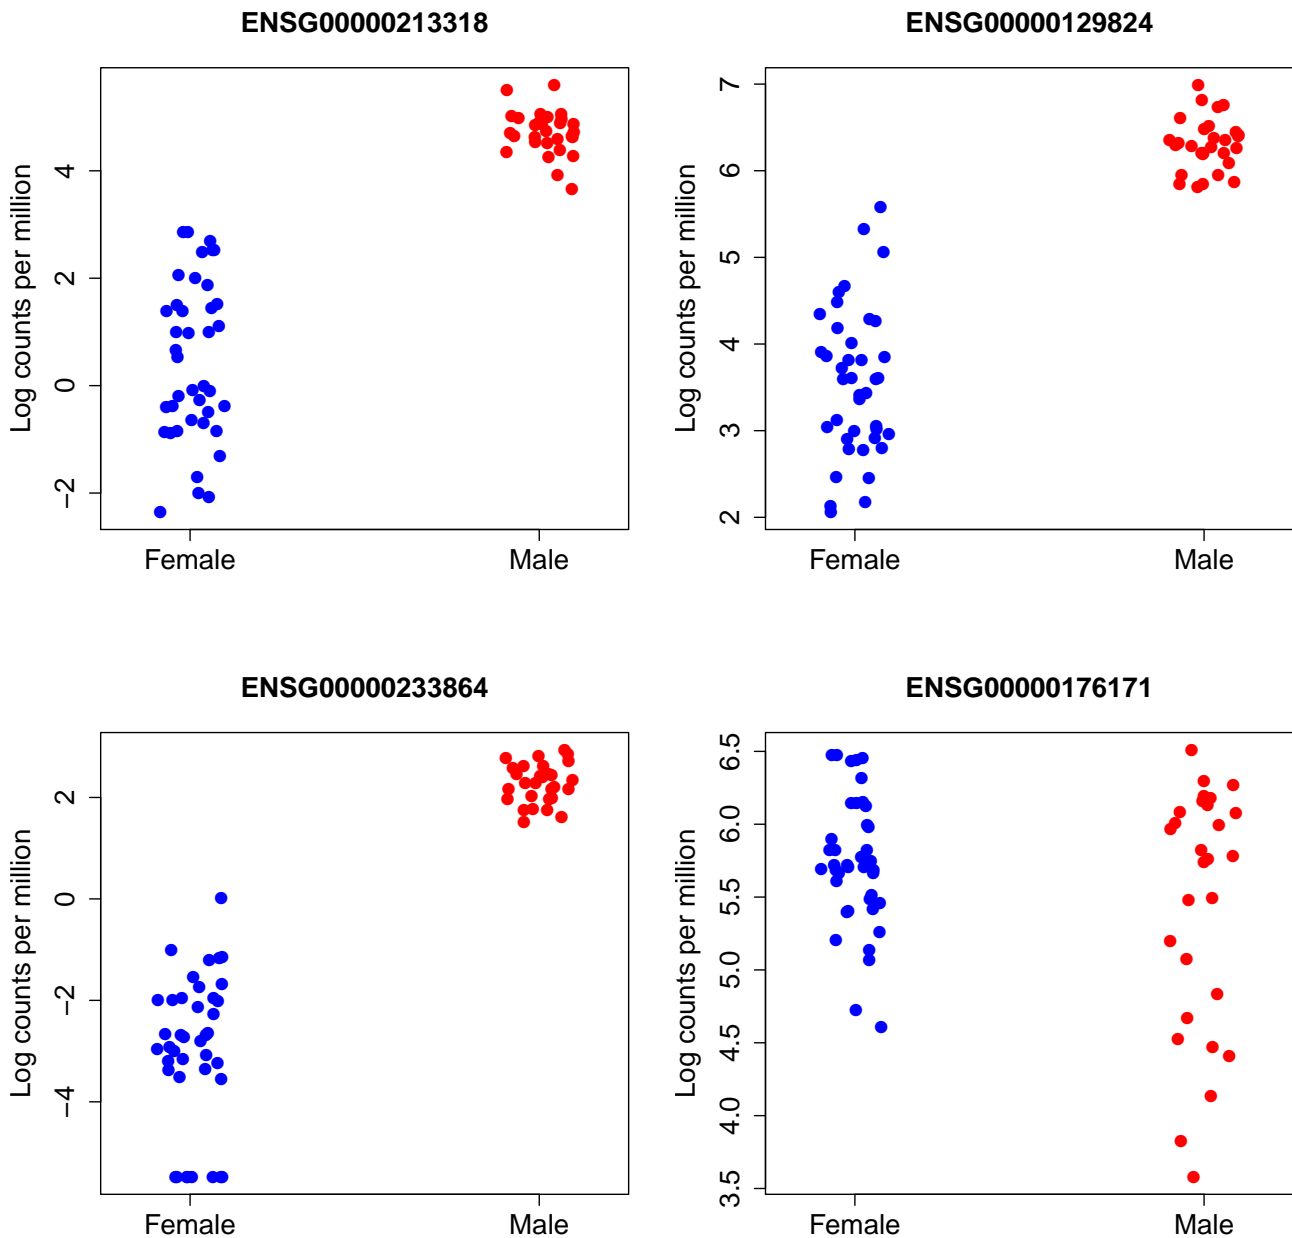 ENSG00000213318
Log counts per million
4
2
0
−2
Female
Male
ENSG00000129824
Log counts per million
7
6
5
4
3
2
Female
Male
ENSG00000233864
Log counts per million
2
0
−2
−4
Female
Male
ENSG00000176171
Log counts per million
6.5
6.0
5.5
5.0
4.5
4.0
3.5
Female
Male